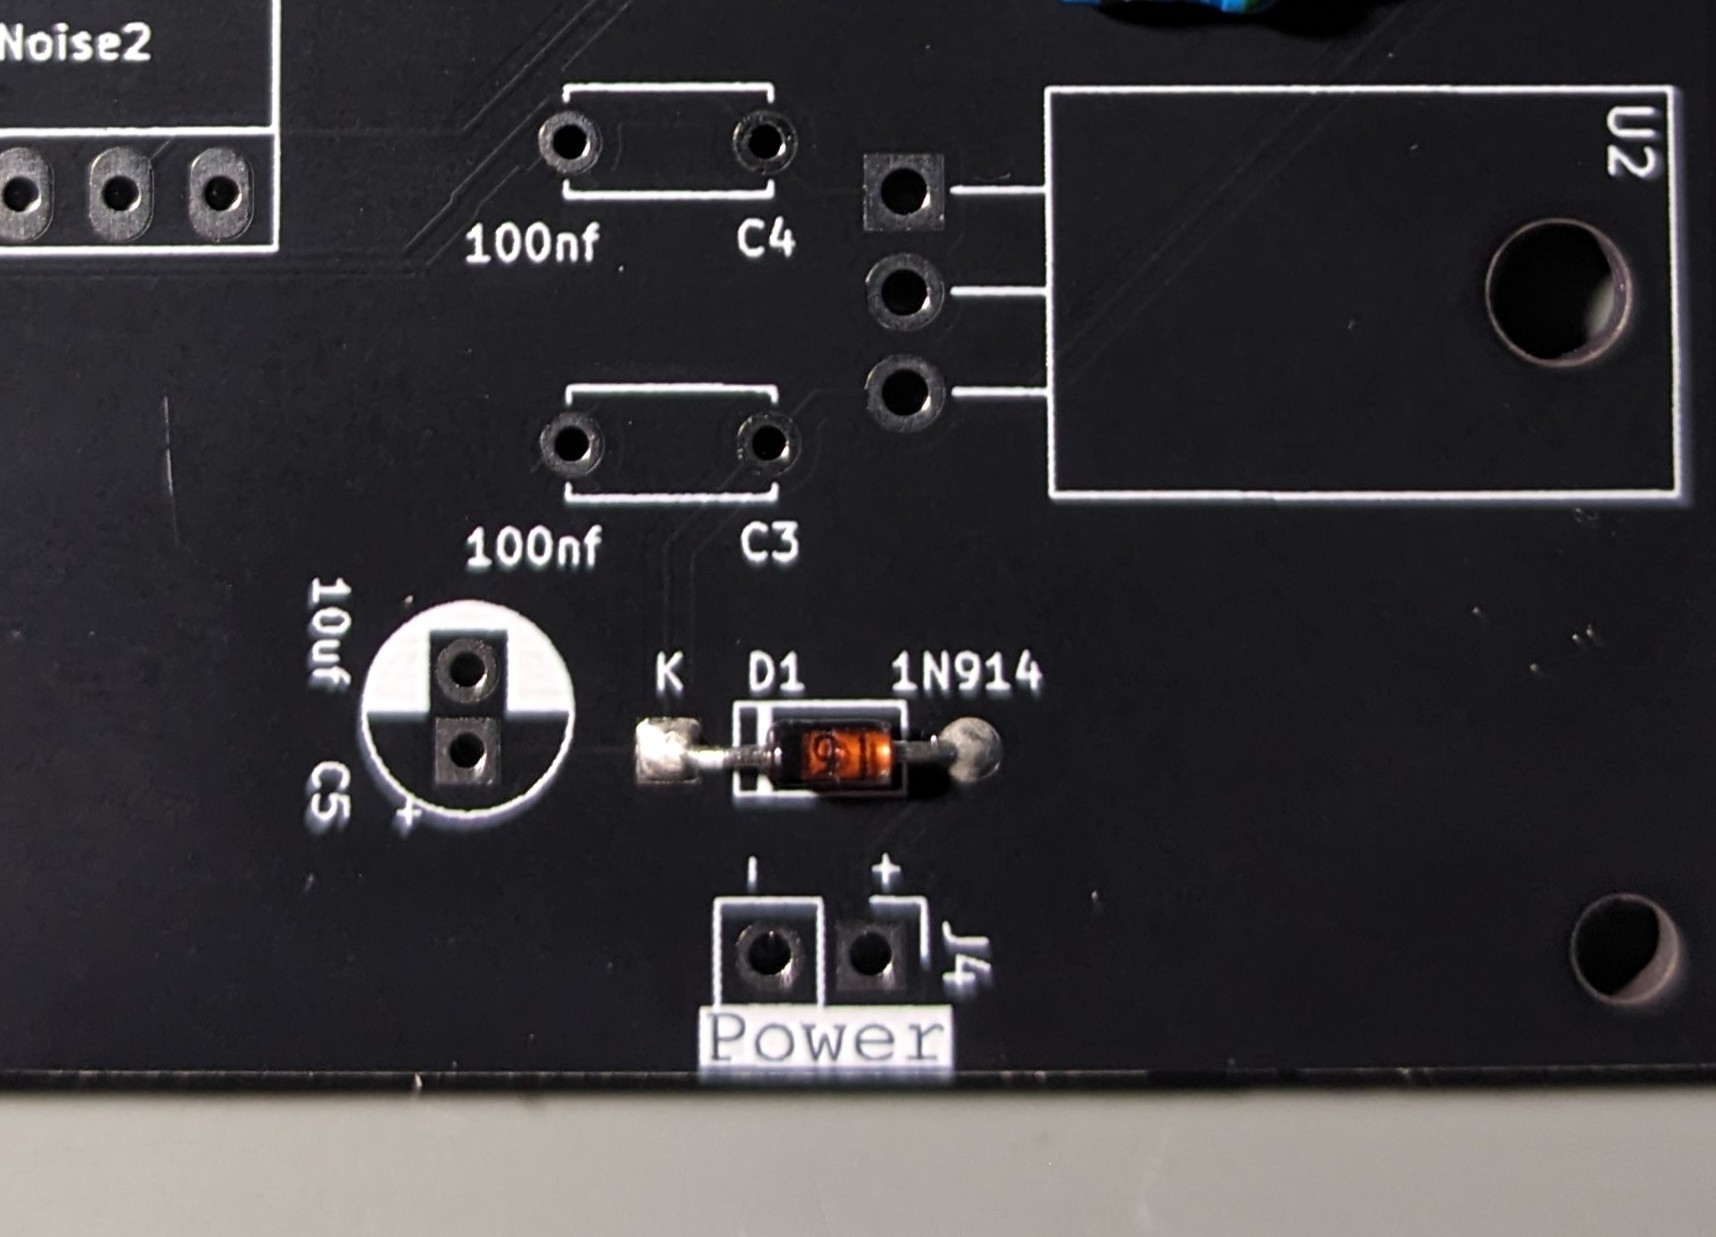 Noise2
U2
100nf C4
100nf C3
10uf C5
+
K D1 1N914
- +
J4
Power